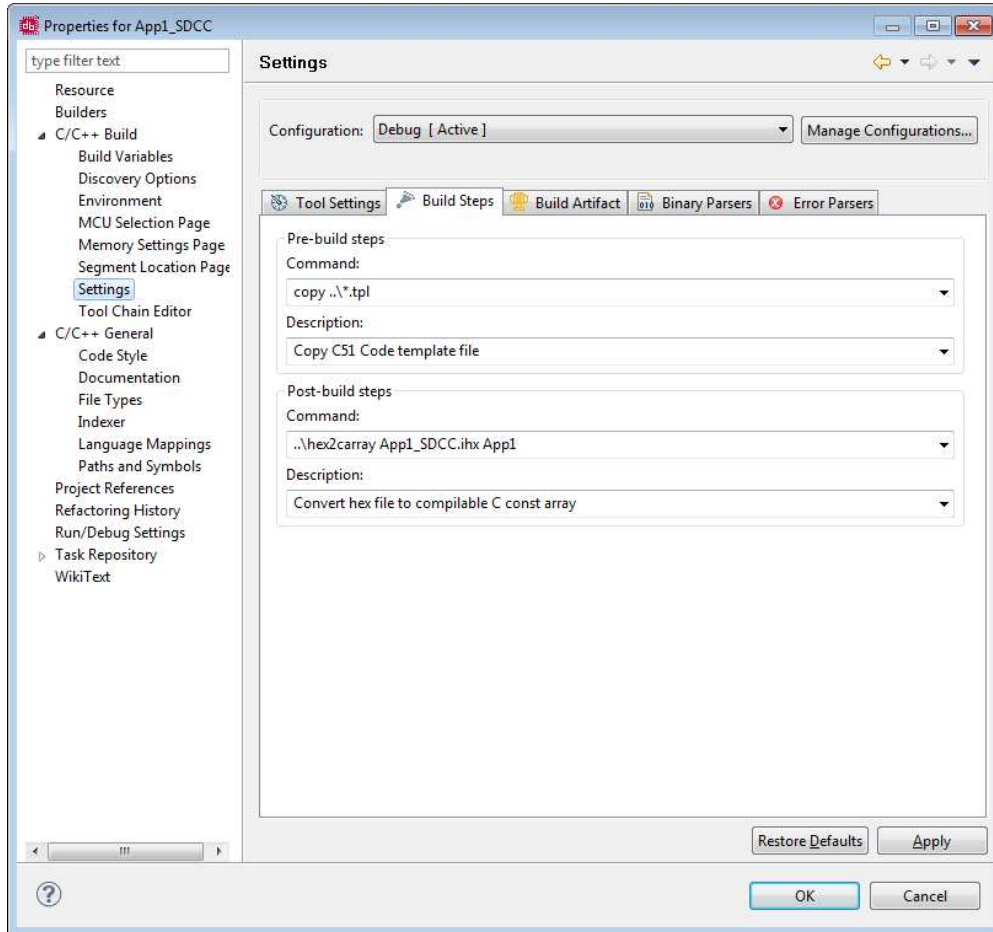 Properties for App1_SDCC
type filter text
Resource
Builders
C/C++ Build
Build Variables
Discovery Options
Environment
MCU Selection Page
Memory Settings Page
Segment Location Page
Settings
Tool Chain Editor
C/C++ General
Code Style
Documentation
File Types
Indexer
Language Mappings
Paths and Symbols
Project References
Refactoring History
Run/Debug Settings
Task Repository
WikiText
Settings
Configuration: Debug [ Active ] Manage Configurations...
Tool Settings Build Steps Build Artifact Binary Parsers Error Parsers
Pre-build steps
Command:
copy ..\*.tpl
Description:
Copy C51 Code template file
Post-build steps
Command:
..\hex2carray App1_SDCC.ihx App1
Description:
Convert hex file to compilable C const array
Restore Defaults Apply
OK Cancel